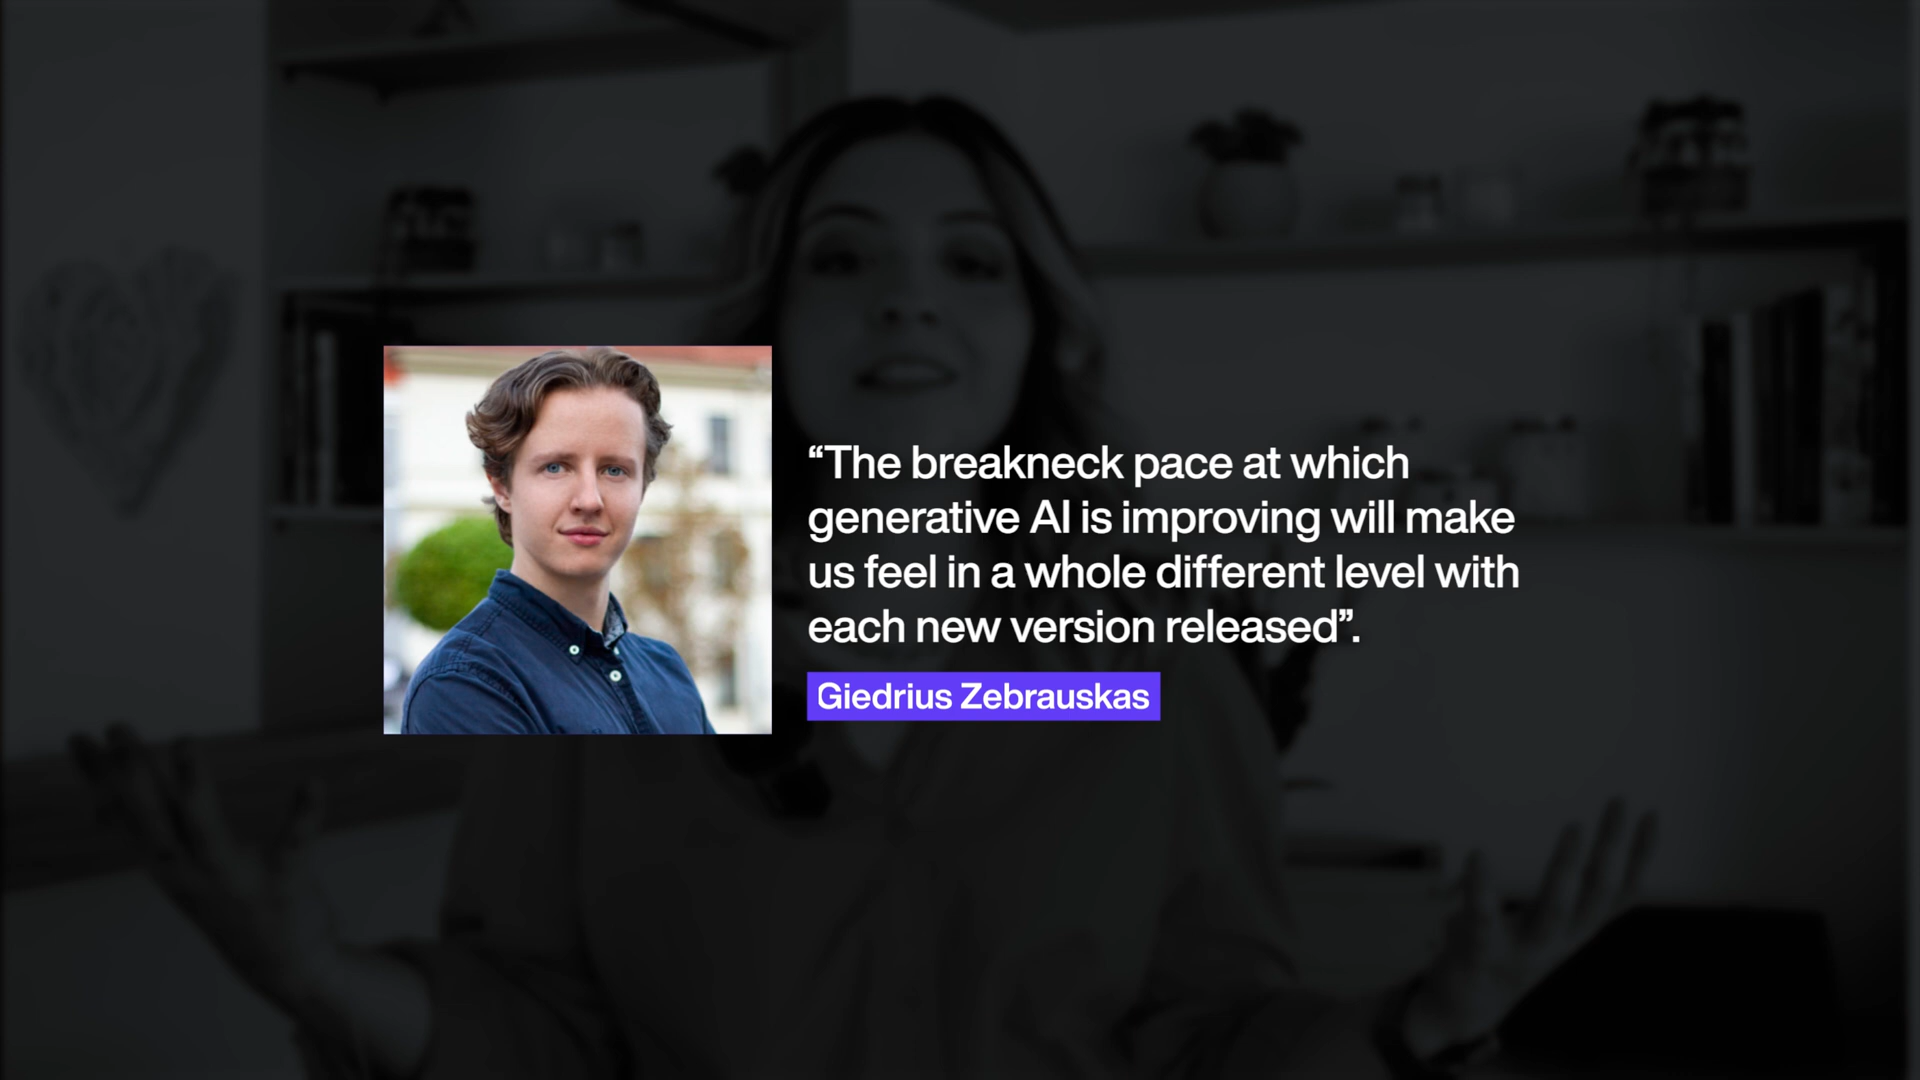 “The breakneck pace at which
generative AI is improving will make
us feel in a whole different level with
each new version released”.
Giedrius Zebrauskas